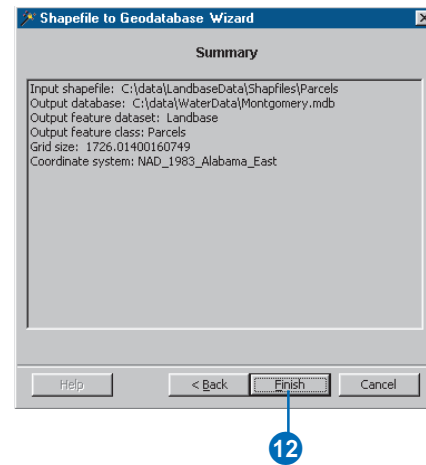 Shapefile to Geodatabase Wizard
Summary
Input shapefile: C:\data\LandbaseData\Shapfiles\Parcels
Output database: C:\data\WaterData\Montgomery.mdb
Output feature dataset: Landbase
Output feature class: Parcels
Grid size: 1726.01400160749
Coordinate system: NAD_1983_Alabama_East
Help < Back Finish Cancel
12